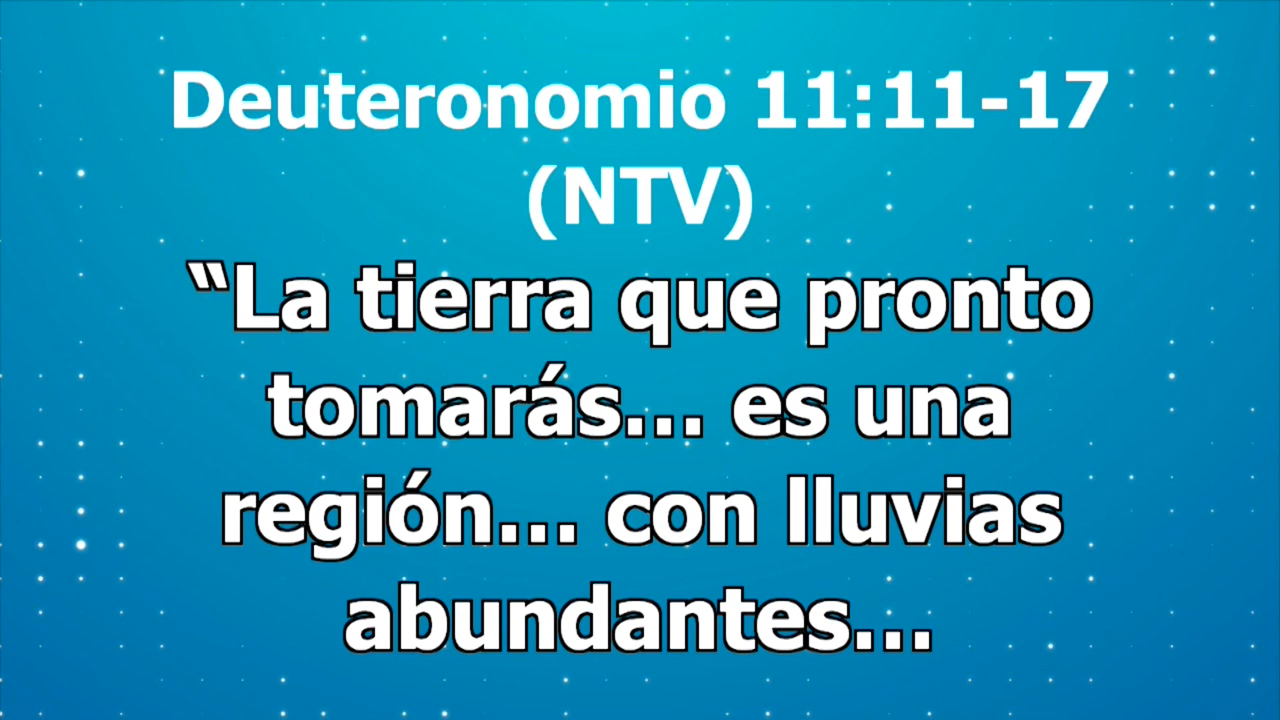 Deuteronomio 11:11-17
(NTV)
“La tierra que pronto
tomarás... es una
región... con lluvias
abundantes...